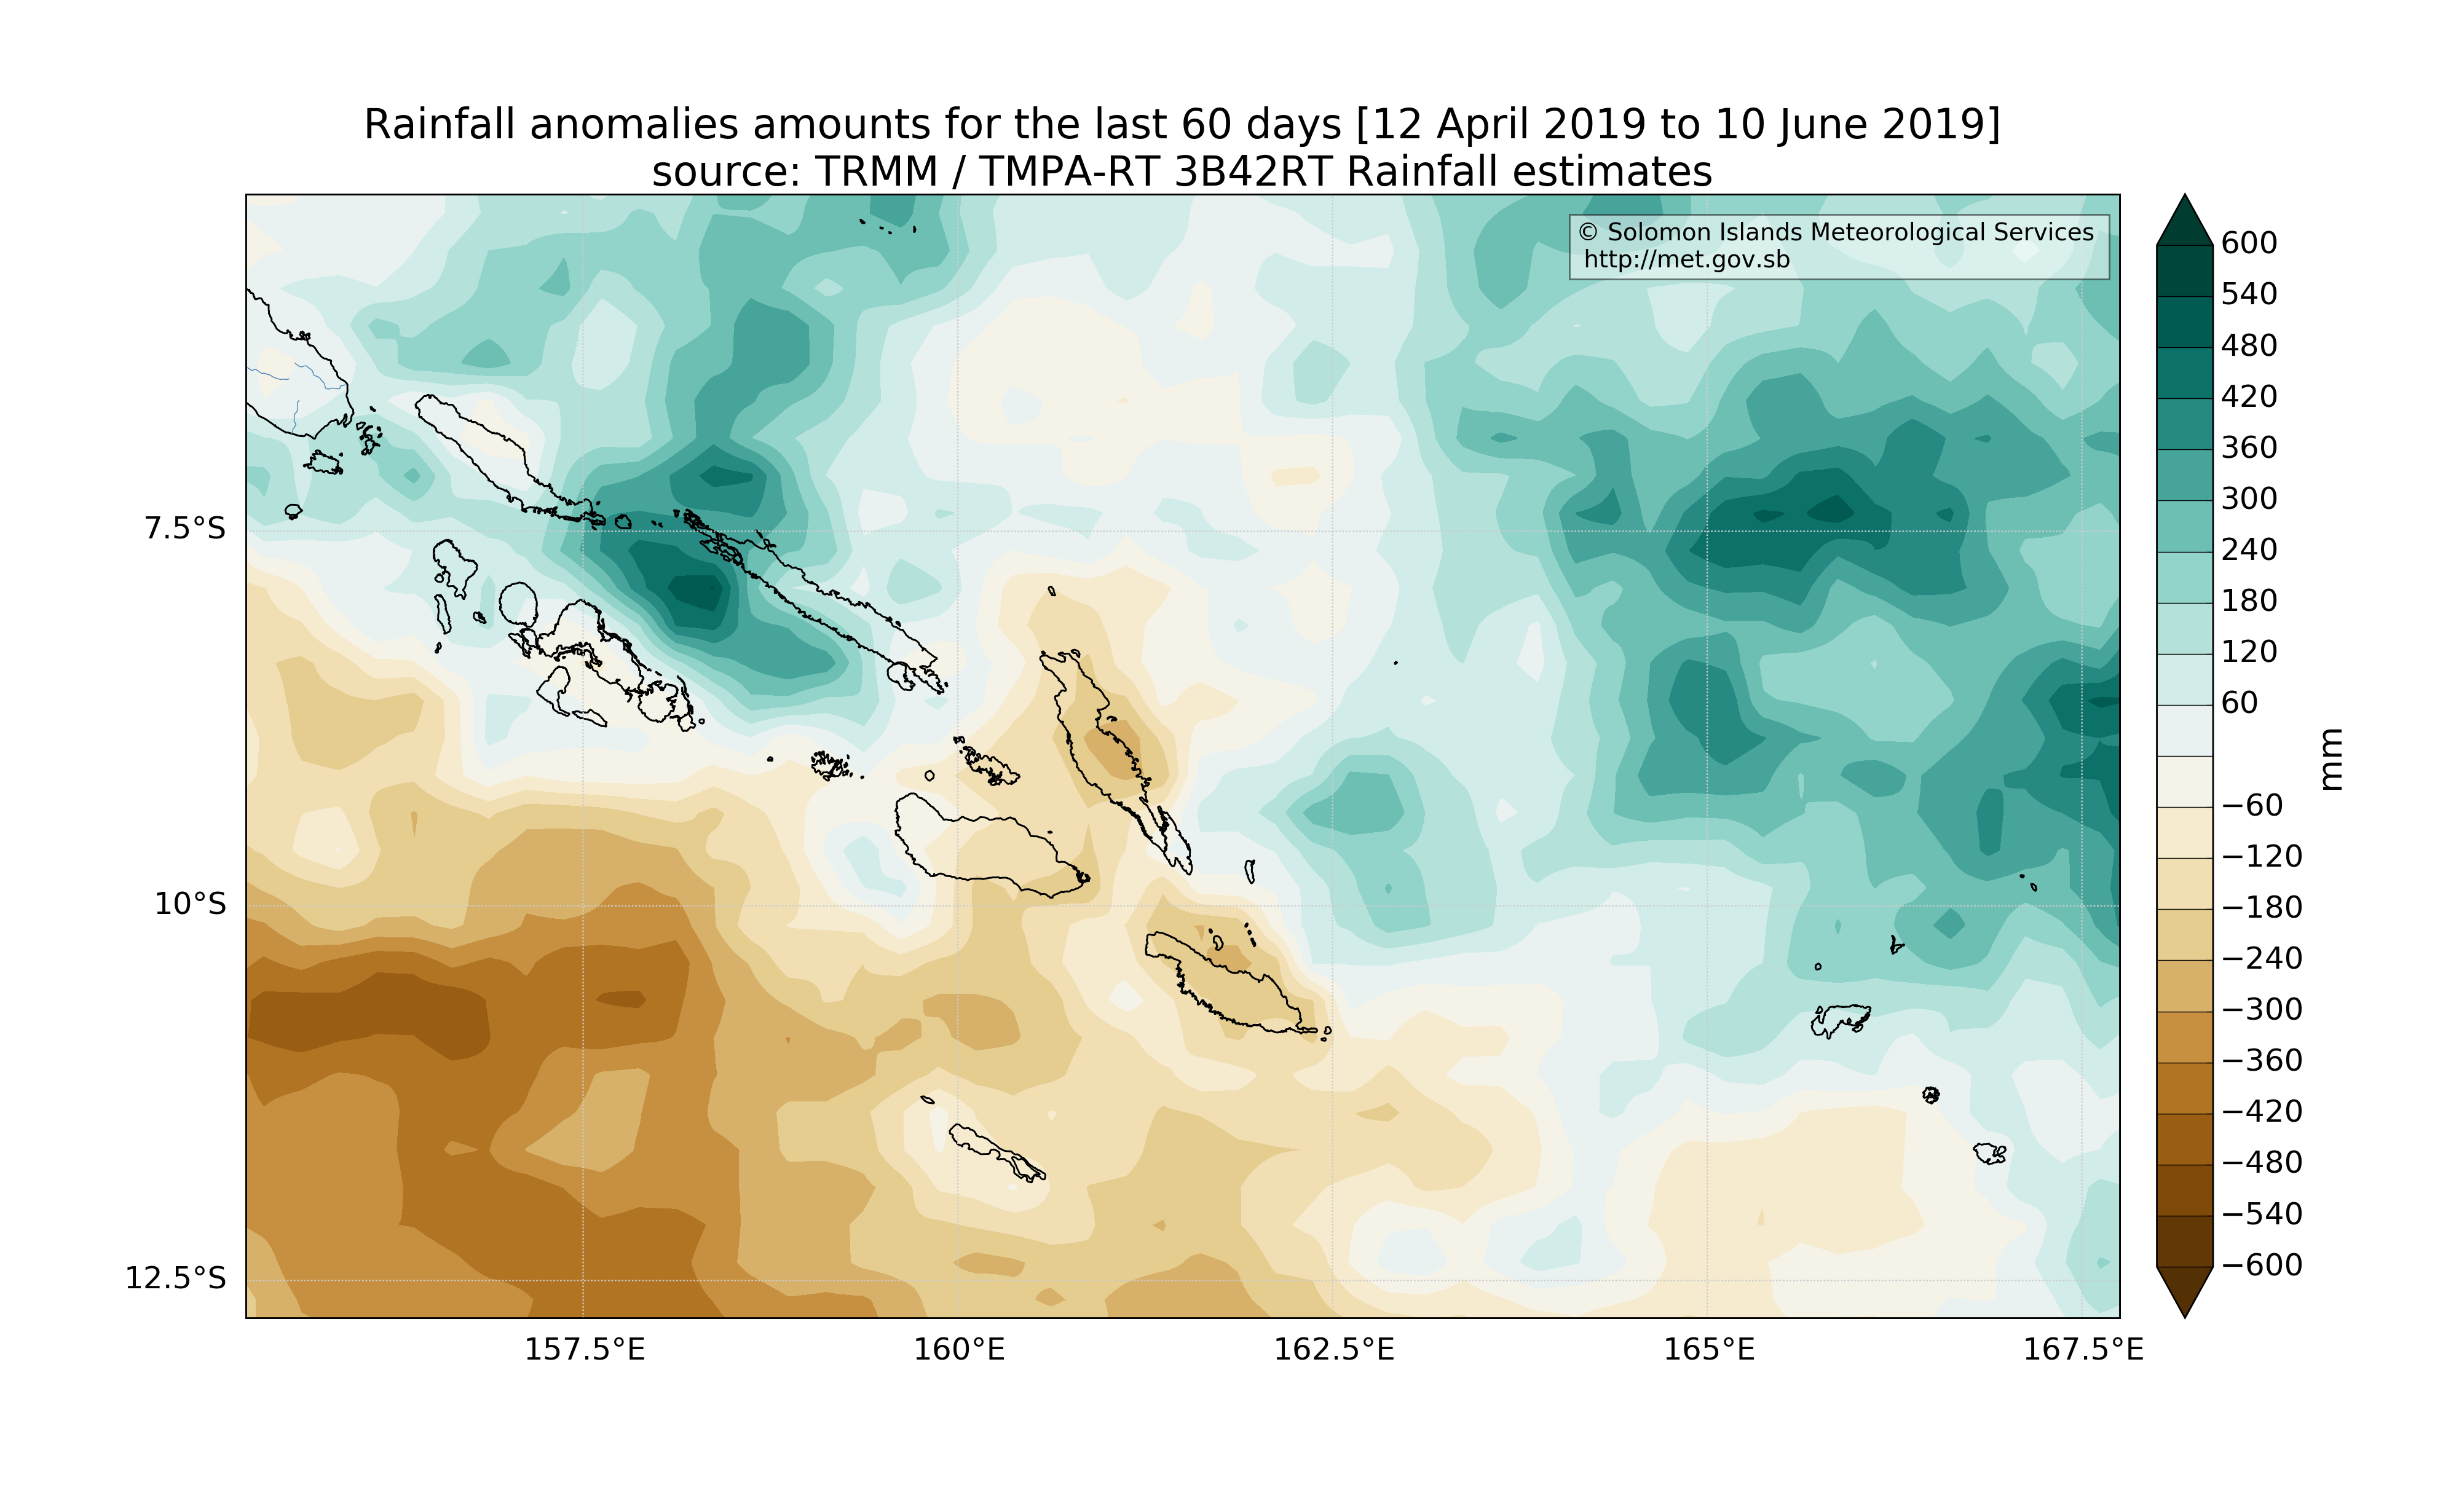 Rainfall anomalies amounts for the last 60 days [12 April 2019 to 10 June 2019]
source: TRMM / TMPA-RT 3B42RT Rainfall estimates
© Solomon Islands Meteorological Services
http://met.gov.sb
7.5°S
10°S
12.5°S
157.5°E
160°E
162.5°E
165°E
167.5°E
600
540
480
420
360
300
240
180
120
60
−60
−120
−180
−240
−300
−360
−420
−480
−540
−600
mm